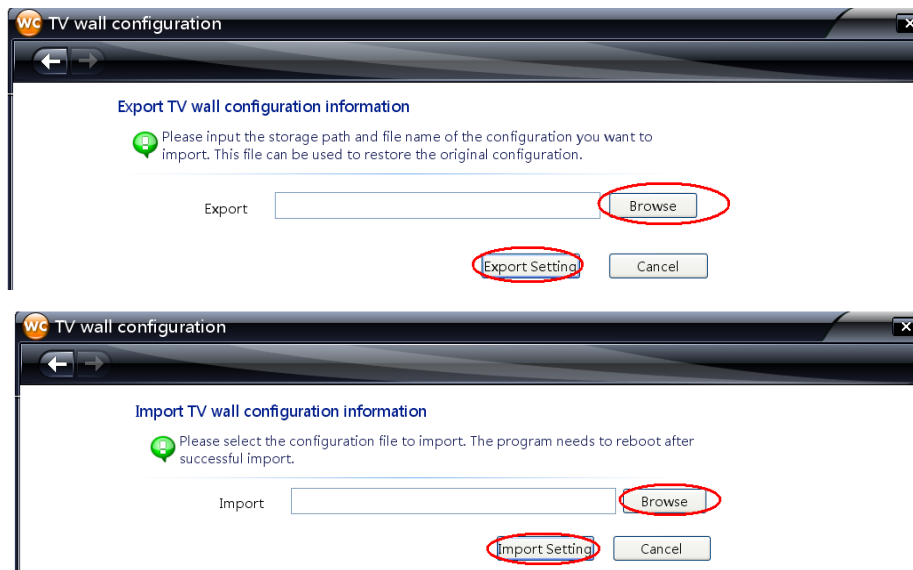 WC TV wall configuration
Export TV wall configuration information
Please input the storage path and file name of the configuration you want to
import. This file can be used to restore the original configuration.
Export Browse
Export Setting Cancel
WC TV wall configuration
Import TV wall configuration information
Please select the configuration file to import. The program needs to reboot after
successful import.
Import Browse
Import Setting Cancel